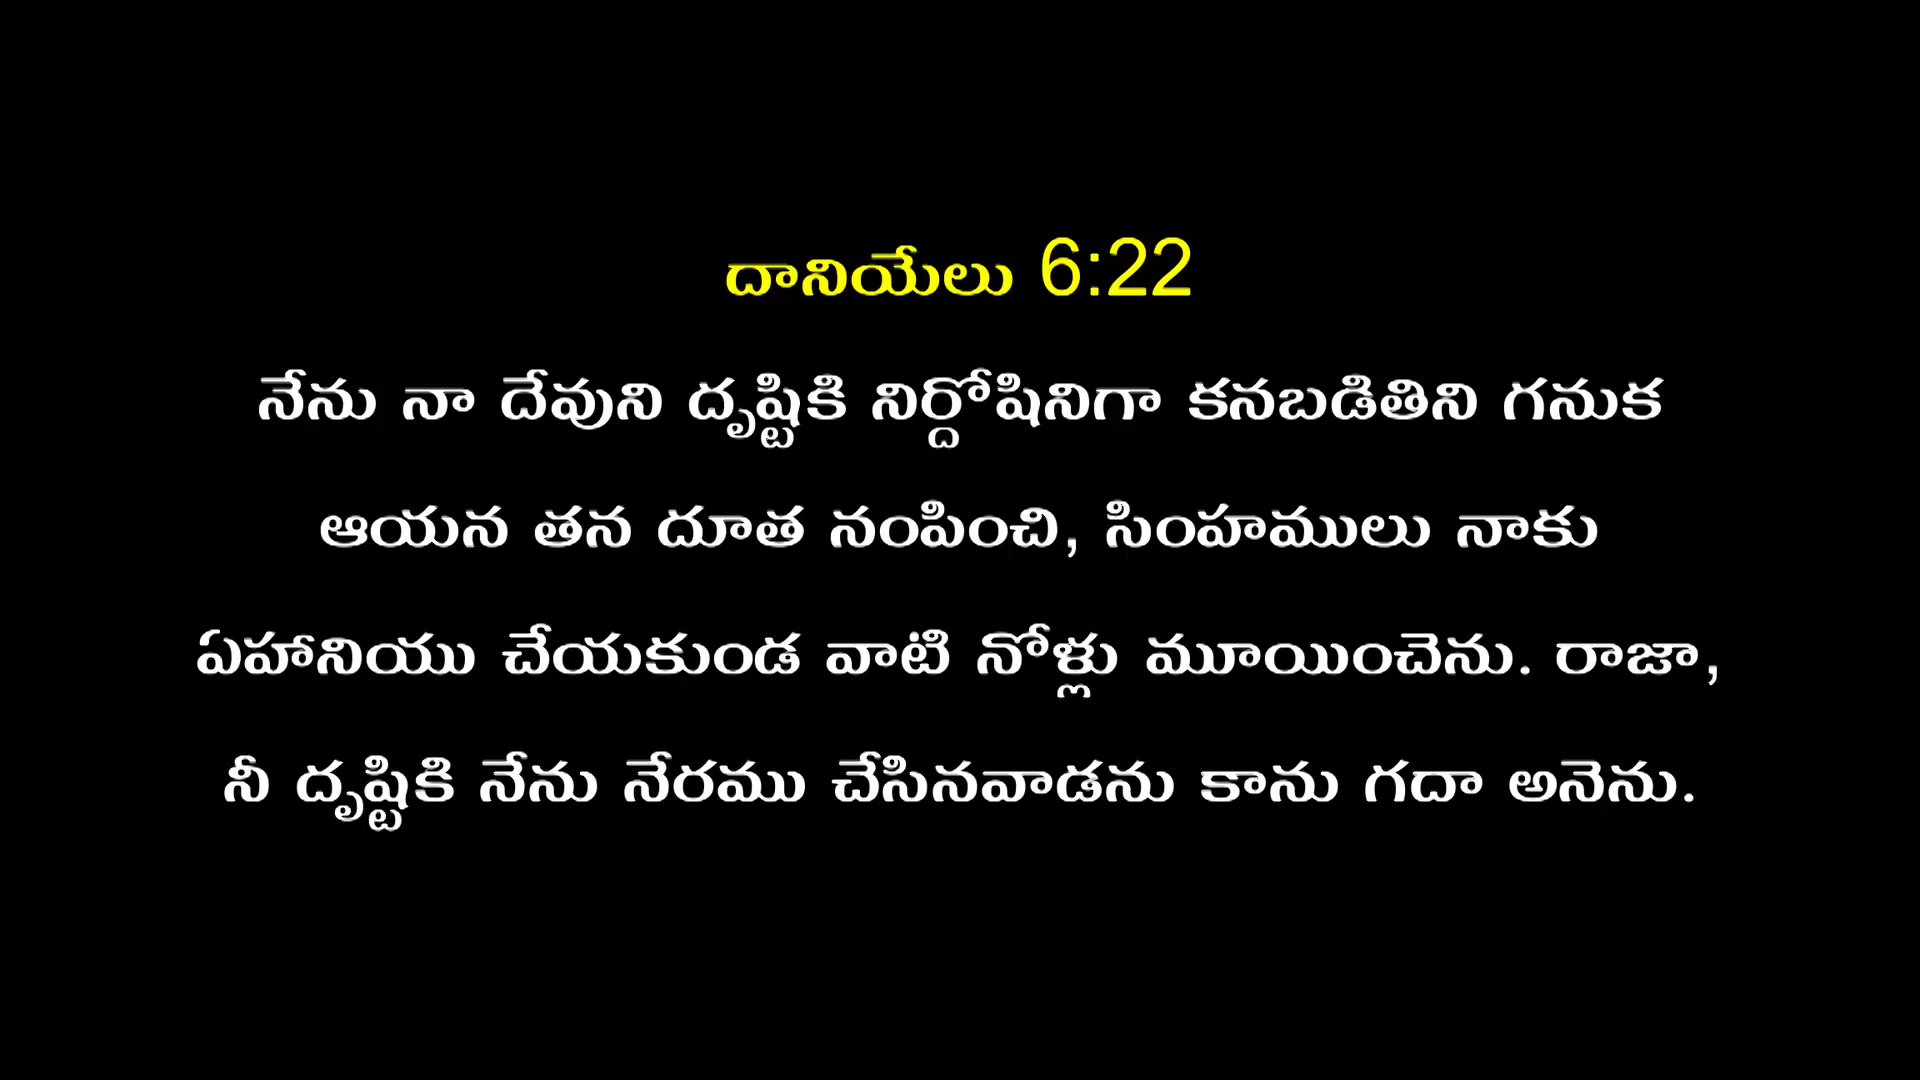 దానియేలు 6:22
నేను నా దేవుని దృష్టికి నిర్దోషినిగా కనబడితిని గనుక
ఆయన తన దూత నంపించి, సింహములు నాకు
ఏహానియు చేయకుండ వాటి నోళ్లు మూయించెను. రాజా,
నీ దృష్టికి నేను నేరము చేసినవాడను కాను గదా అనెను.